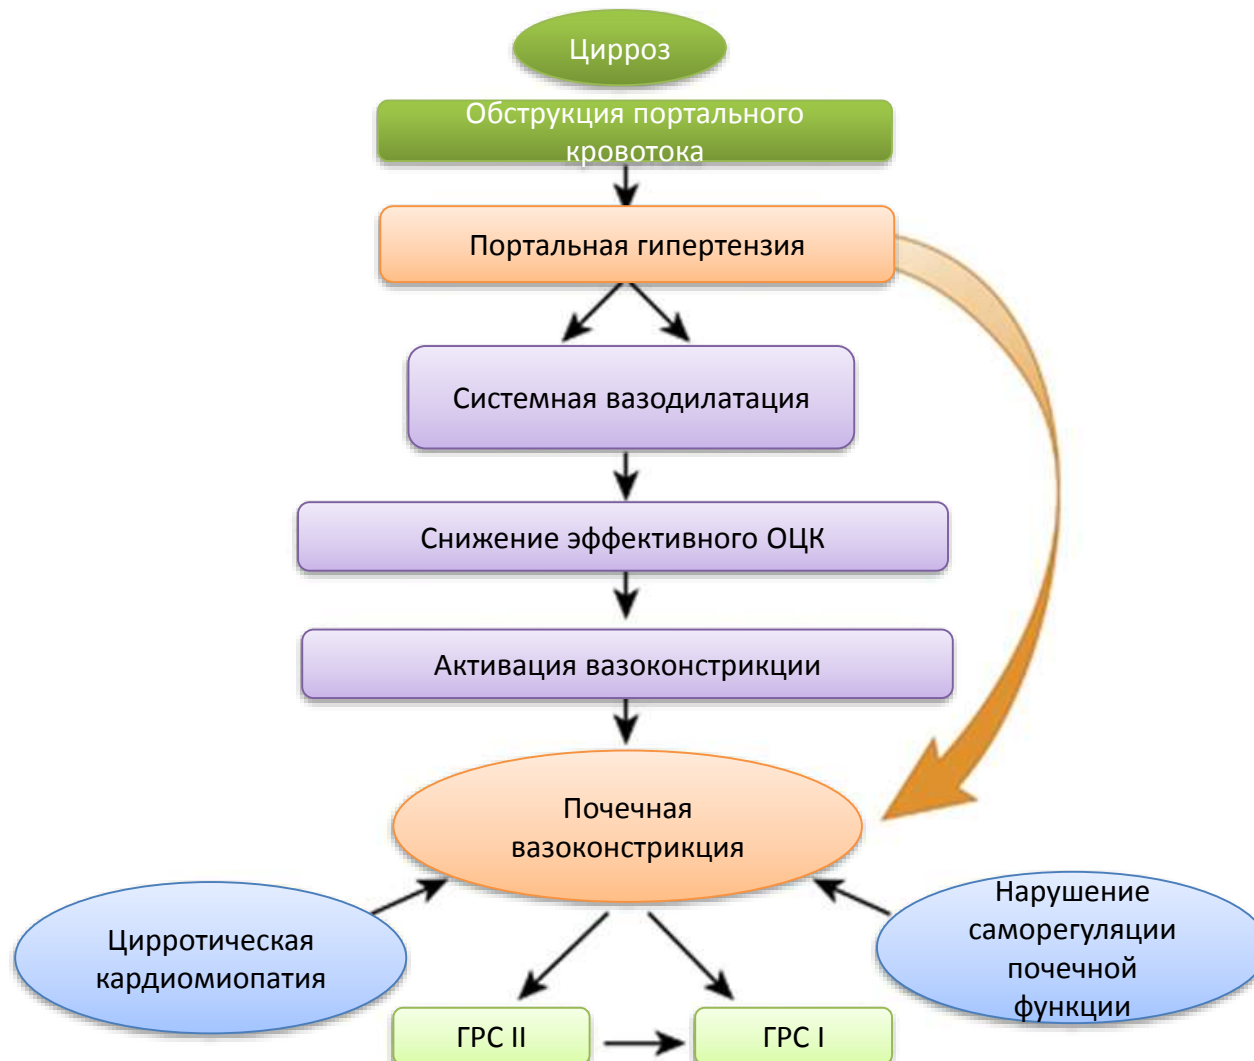 Цирроз
Обструкция портального
кровотока
Портальная гипертензия
Системная вазодилатация
Снижение эффективного ОЦК
Активация вазоконстрикции
Почечная
вазоконстрикция
Цирротическая
кардиомиопатия
Нарушение
саморегуляции
почечной
функции
ГРС II
ГРС I